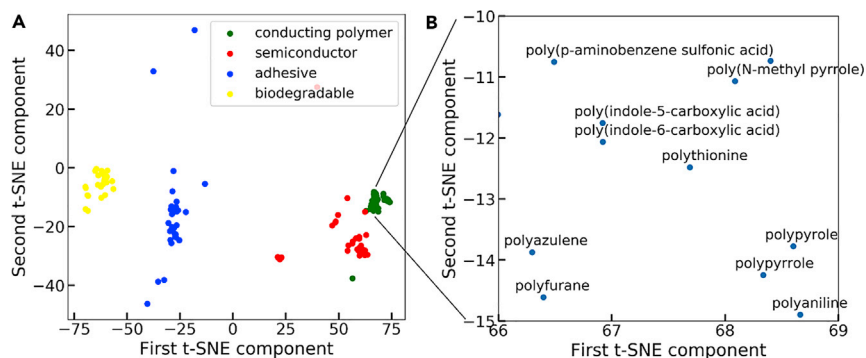 A
B
conducting polymer
semiconductor
adhesive
biodegradable
40
20
0
−20
−40
Second t-SNE component
−75
−50
−25
0
25
50
75
First t-SNE component
−10
−11
−12
−13
−14
−15
Second t-SNE component
poly(p-aminobenzene sulfonic acid)
poly(N-methyl pyrrole)
poly(indole-5-carboxylic acid)
poly(indole-6-carboxylic acid)
polythionine
polyazulene
polypyrole
polypyrrole
polyfurane
polyaniline
66
67
68
69
First t-SNE component